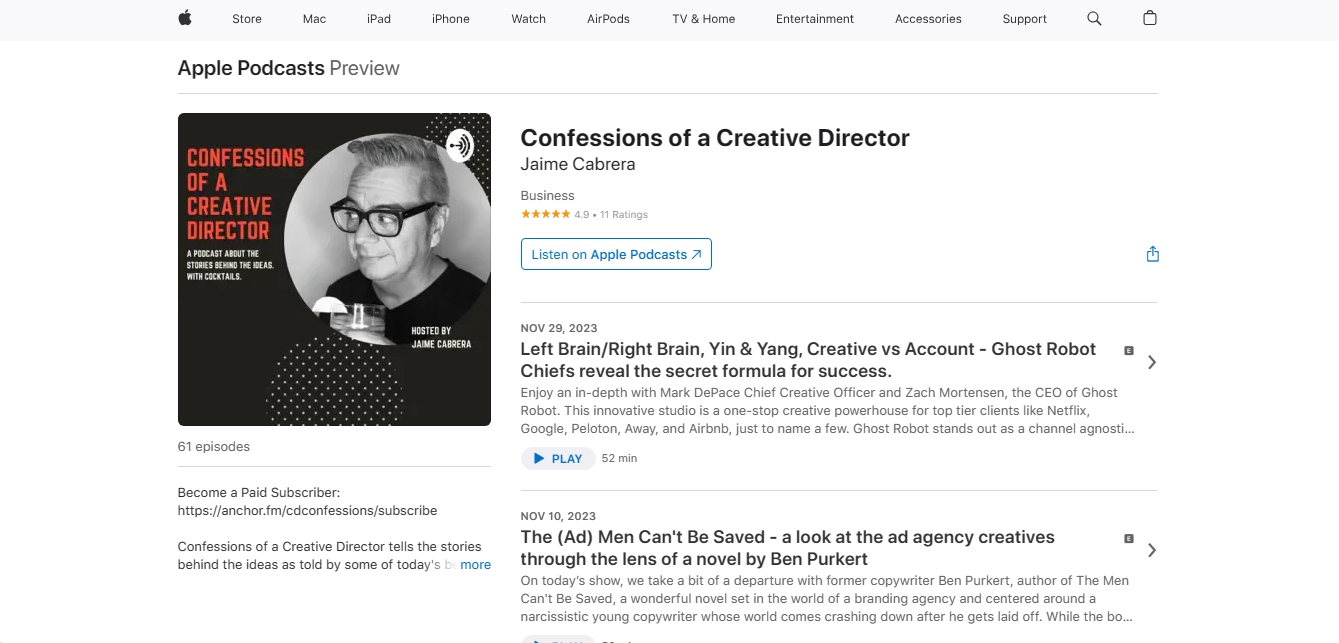 Store Mac iPad iPhone Watch AirPods TV & Home Entertainment Accessories Support
Apple Podcasts Preview
CONFESSIONS
OF A
CREATIVE
DIRECTOR
A PODCAST ABOUT THE
STORIES BEHIND THE IDEAS.
WITH COCKTAILS.
HOSTED BY
JAIME CABRERA
61 episodes
Become a Paid Subscriber:
https://anchor.fm/cdconfessions/subscribe
Confessions of a Creative Director tells the stories
behind the ideas as told by some of today's be more
Confessions of a Creative Director
Jaime Cabrera
Business
★★★★★ 4.9 • 11 Ratings
Listen on Apple Podcasts ↗
NOV 29, 2023
Left Brain/Right Brain, Yin & Yang, Creative vs Account - Ghost Robot E
Chiefs reveal the secret formula for success.
Enjoy an in-depth with Mark DePace Chief Creative Officer and Zach Mortensen, the CEO of Ghost
Robot. This innovative studio is a one-stop creative powerhouse for top tier clients like Netflix,
Google, Peloton, Away, and Airbnb, just to name a few. Ghost Robot stands out as a channel agnosti...
PLAY 52 min
NOV 10, 2023
The (Ad) Men Can't Be Saved - a look at the ad agency creatives E
through the lens of a novel by Ben Purkert
On today's show, we take a bit of a departure with former copywriter Ben Purkert, author of The Men
Can't Be Saved, a wonderful novel set in the world of a branding agency and centered around a
narcissistic young copywriter whose world comes crashing down after he gets laid off. While the bo...